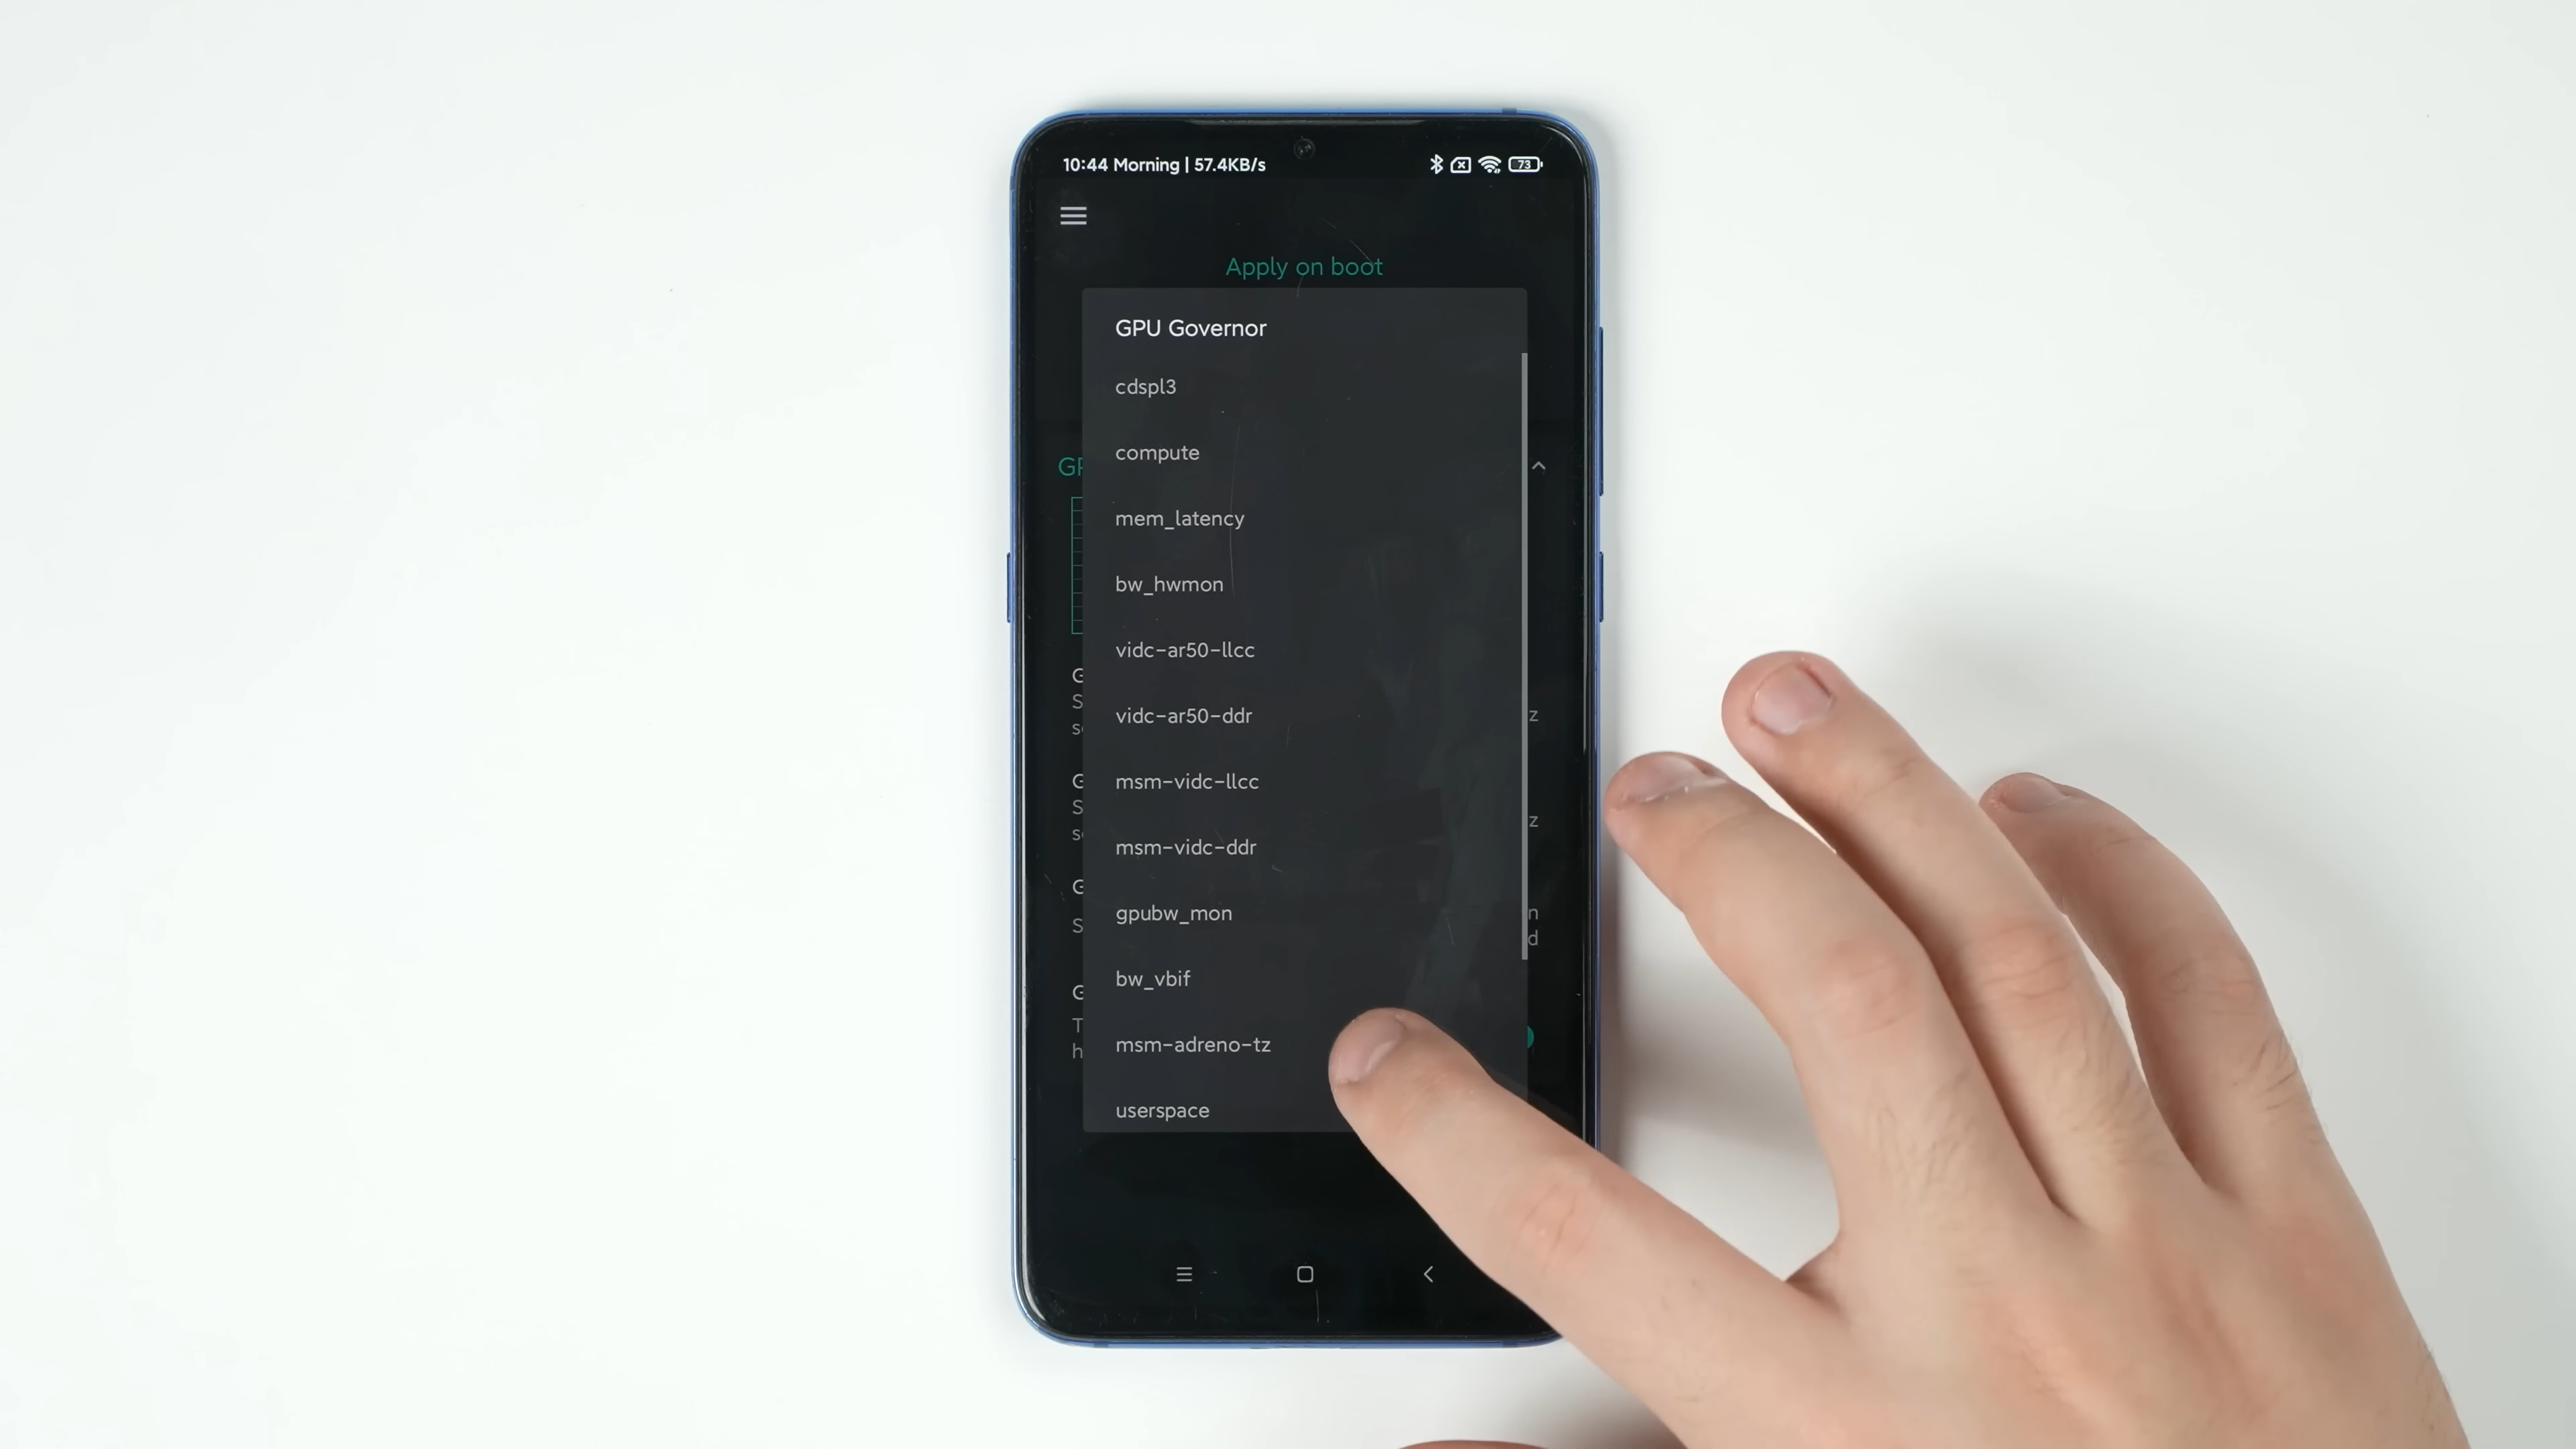 10:44 Morning | 57.4KB/s
73
Apply on boot
GPU Governor
cdspl3
compute
mem_latency
bw_hwmon
vidc-ar50-llcc
vidc-ar50-ddr
msm-vidc-llcc
msm-vidc-ddr
gpubw_mon
bw_vbif
msm-adreno-tz
userspace